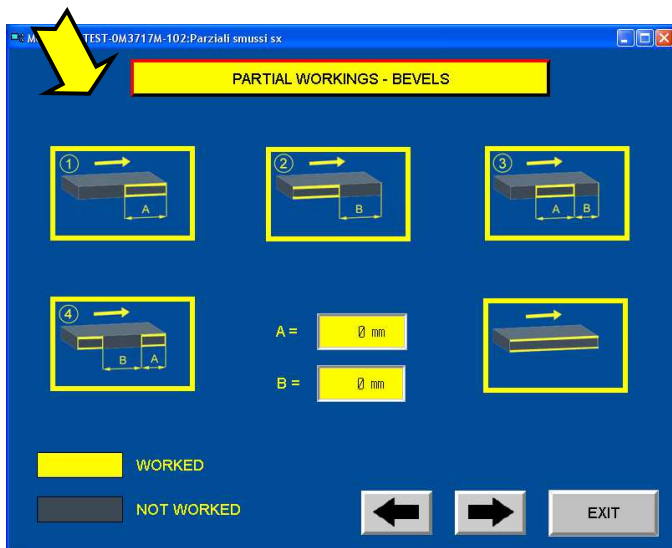 TEST-0M3717M-102:Parziali smussi sx
PARTIAL WORKINGS - BEVELS
1
A
2
B
3
A B
4
B A
A = 0 mm
B = 0 mm
WORKED
NOT WORKED
EXIT